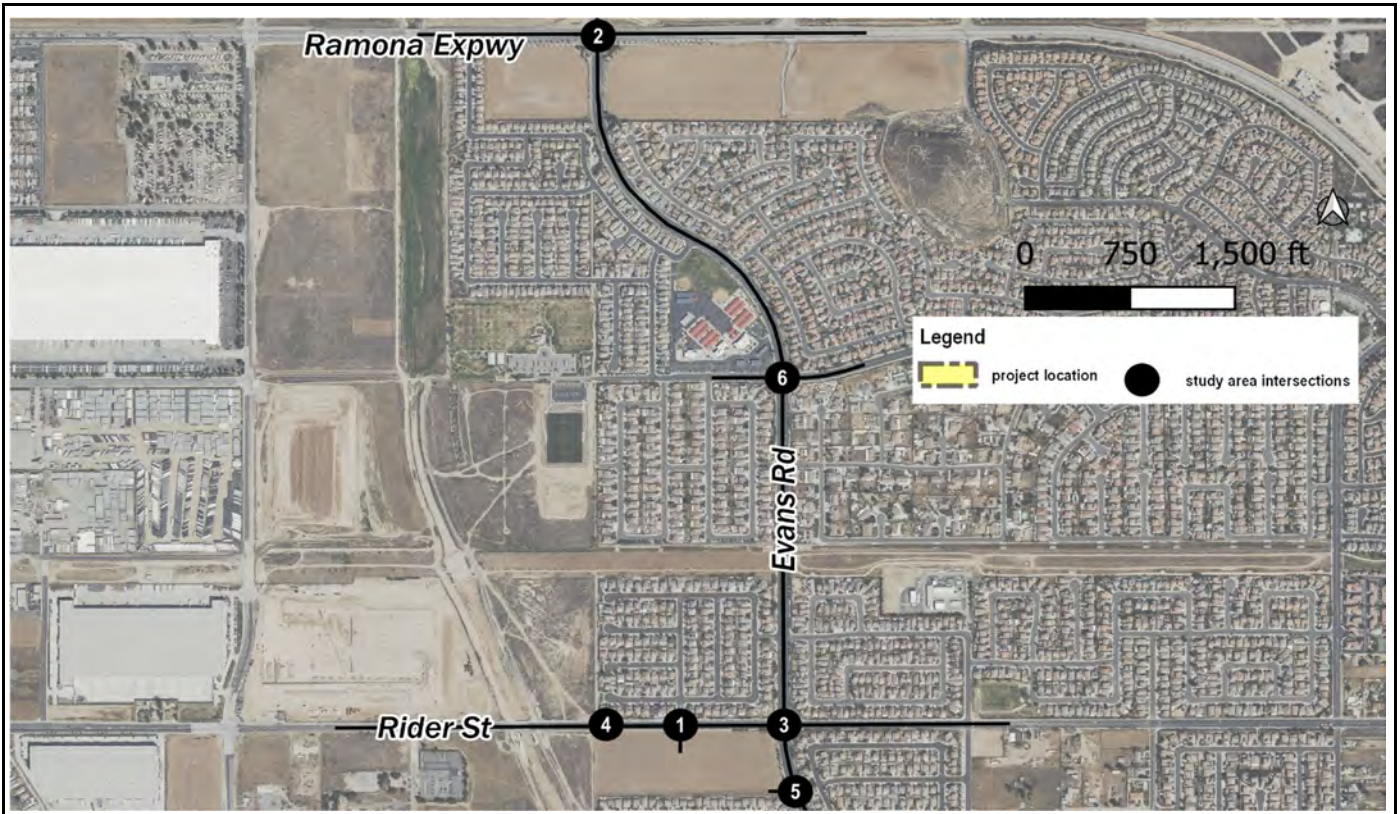 Ramona Expwy
2
0 750 1,500 ft
Legend
project location
study area intersections
6
Evans Rd
Rider St
4
1
3
5